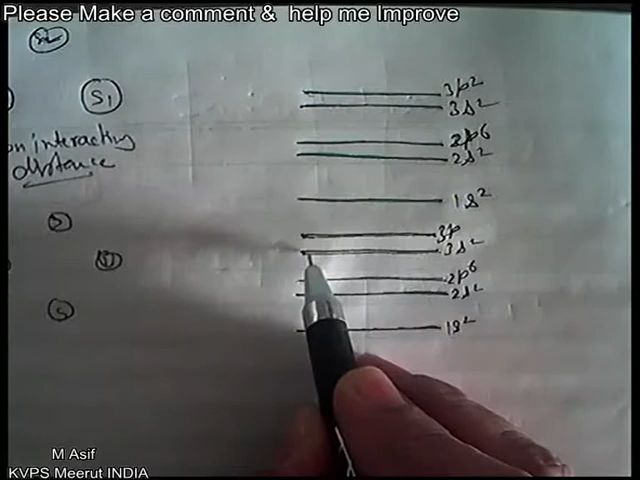 Please Make a comment & help me Improve
Si
on interacting
distance
3p²
3s²
2p⁶
2s²
1s²
3p
3s²
2p⁶
2s²
1s²
M Asif
KVPS Meerut INDIA